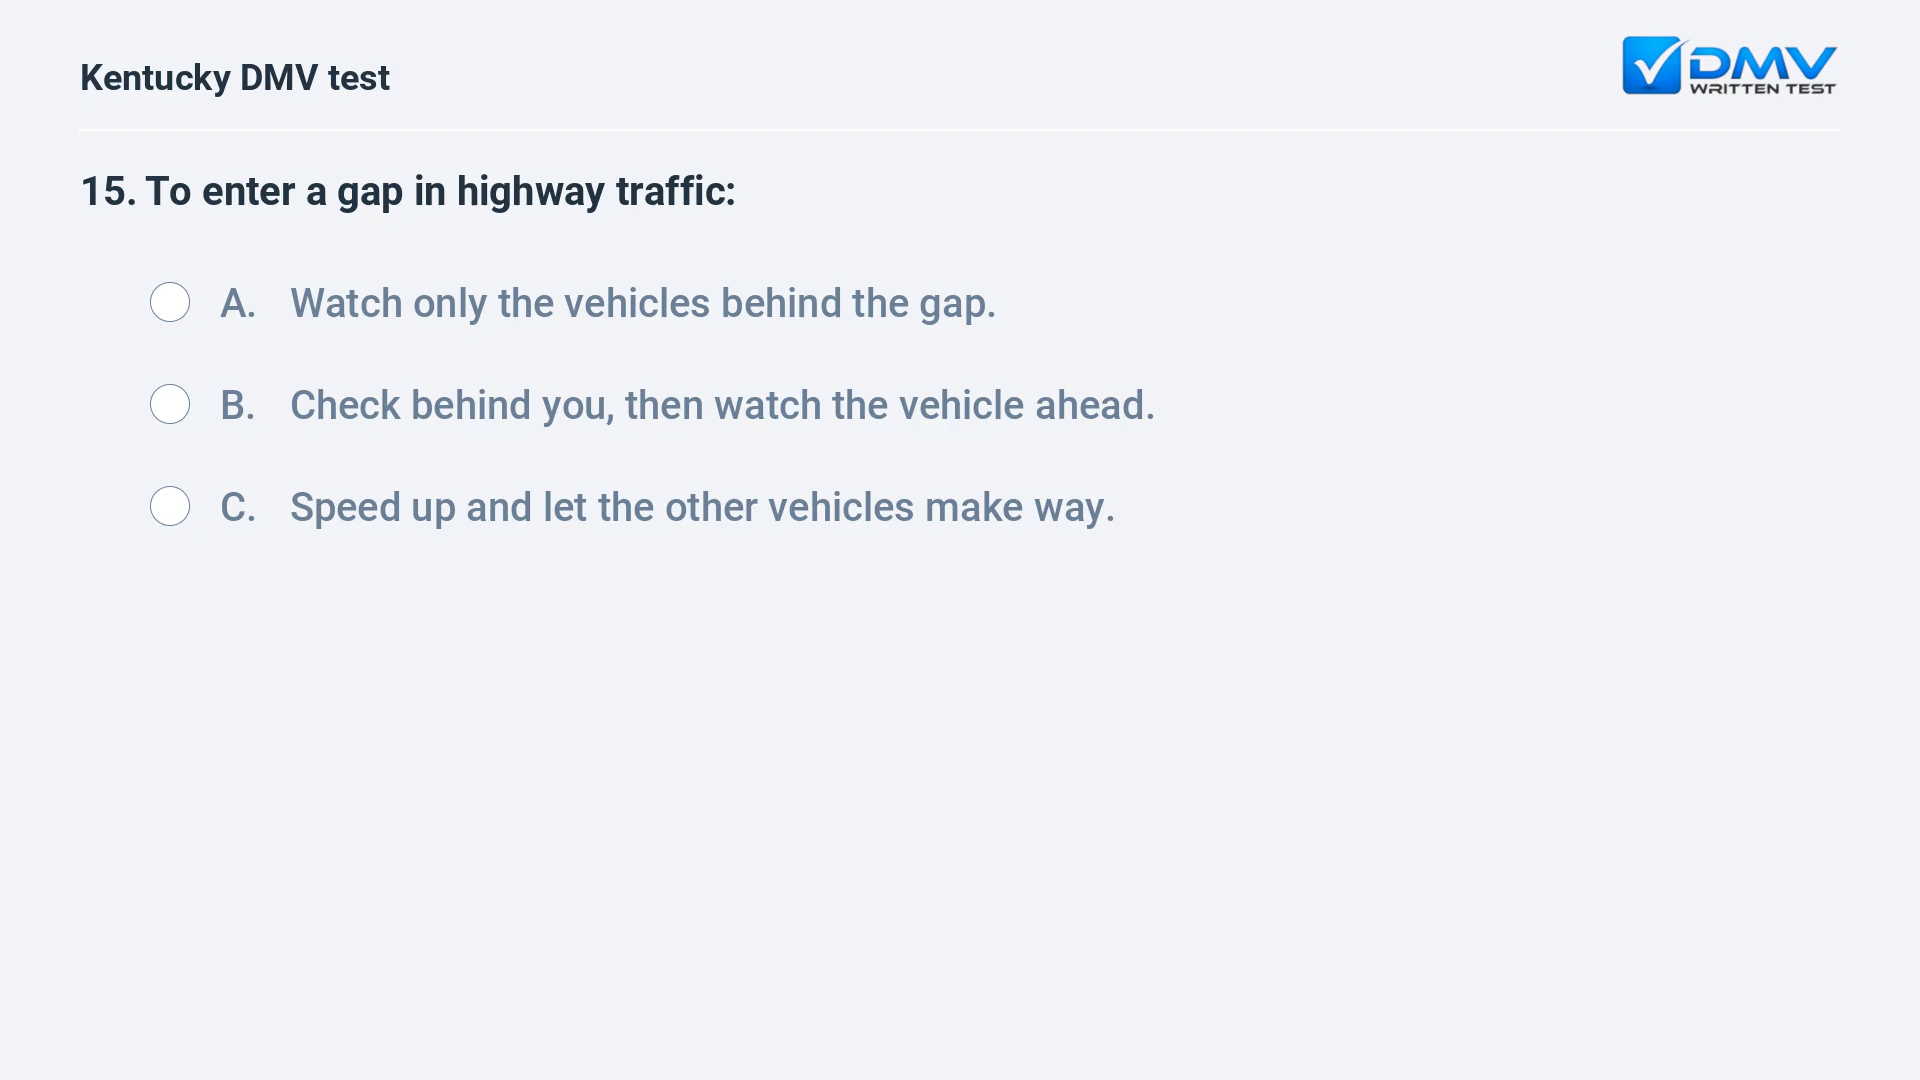 Kentucky DMV test
DMV
WRITTEN TEST
15. To enter a gap in highway traffic:
A. Watch only the vehicles behind the gap.
B. Check behind you, then watch the vehicle ahead.
C. Speed up and let the other vehicles make way.